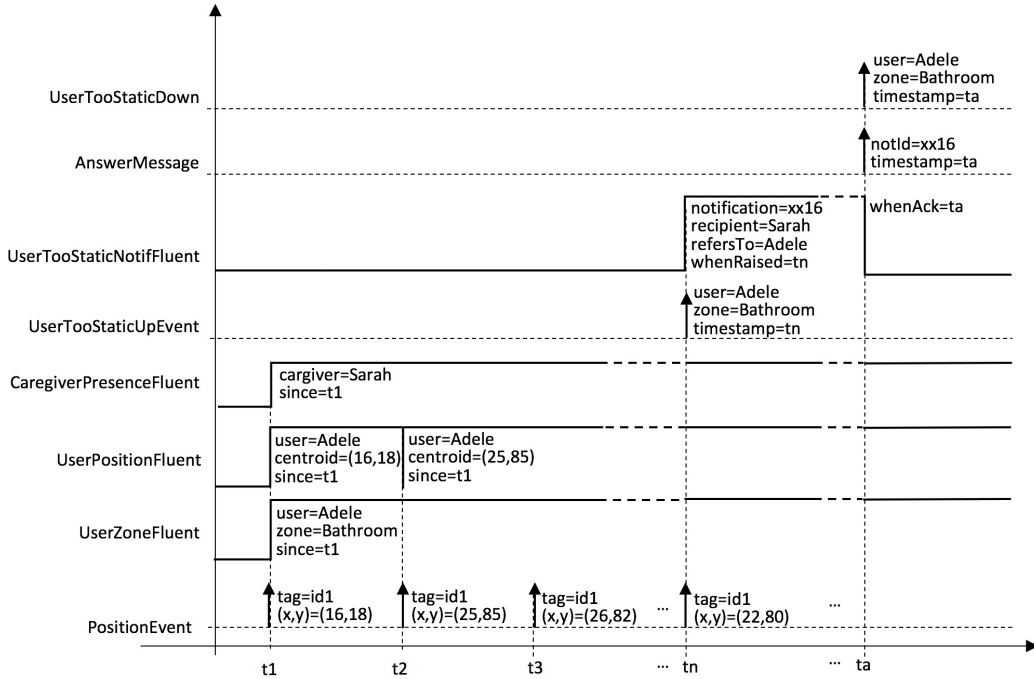 user=Adele
zone=Bathroom
timestamp=ta
UserTooStaticDown
notId=xx16
timestamp=ta
AnswerMessage
notification=xx16
recipient=Sarah
refersTo=Adele
whenRaised=tn
whenAck=ta
UserTooStaticNotifFluent
user=Adele
zone=Bathroom
timestamp=tn
UserTooStaticUpEvent
cargiver=Sarah
since=t1
CaregiverPresenceFluent
user=Adele
centroid=(16,18)
since=t1
user=Adele
centroid=(25,85)
since=t1
UserPositionFluent
user=Adele
zone=Bathroom
since=t1
UserZoneFluent
tag=id1
(x,y)=(16,18)
tag=id1
(x,y)=(25,85)
tag=id1
(x,y)=(26,82)
...
tag=id1
(x,y)=(22,80)
...
PositionEvent
t1 t2 t3 ... tn ... ta